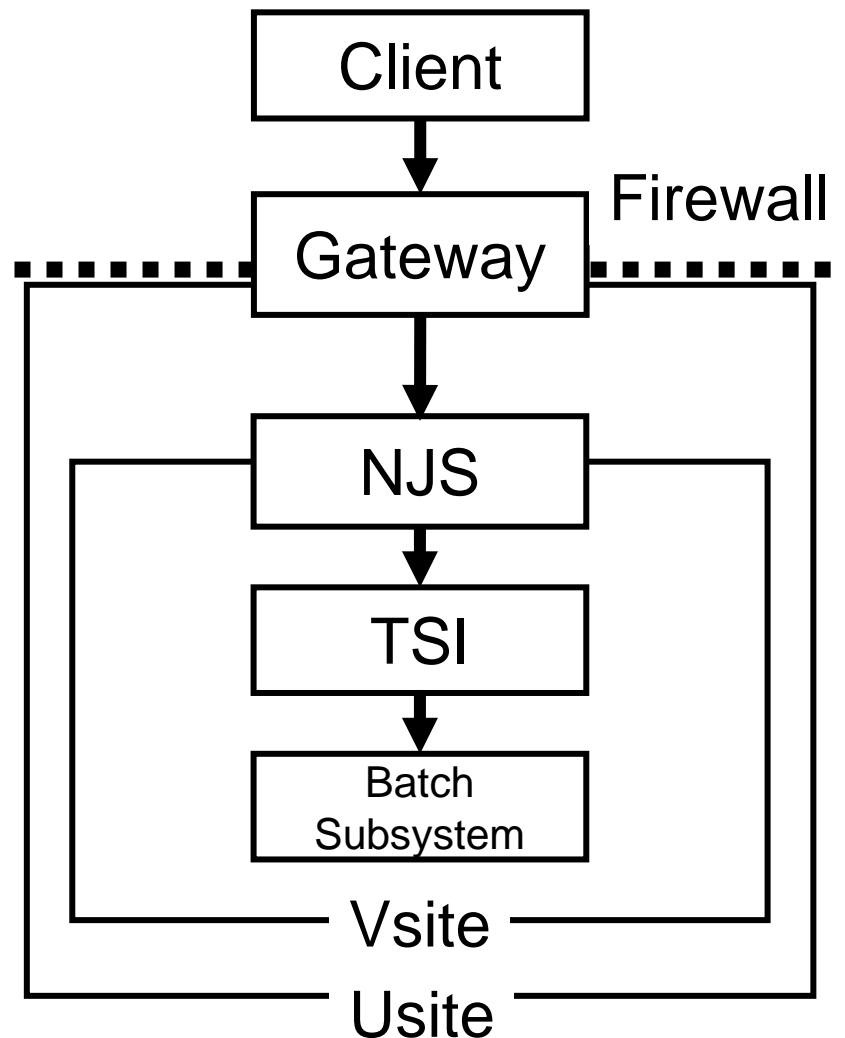 Client
Firewall
Gateway
NJS
TSI
Batch
Subsystem
Vsite
Usite